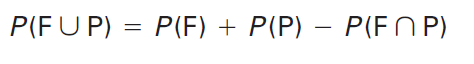 P(F ∪ P) = P(F) + P(P) − P(F ∩ P)